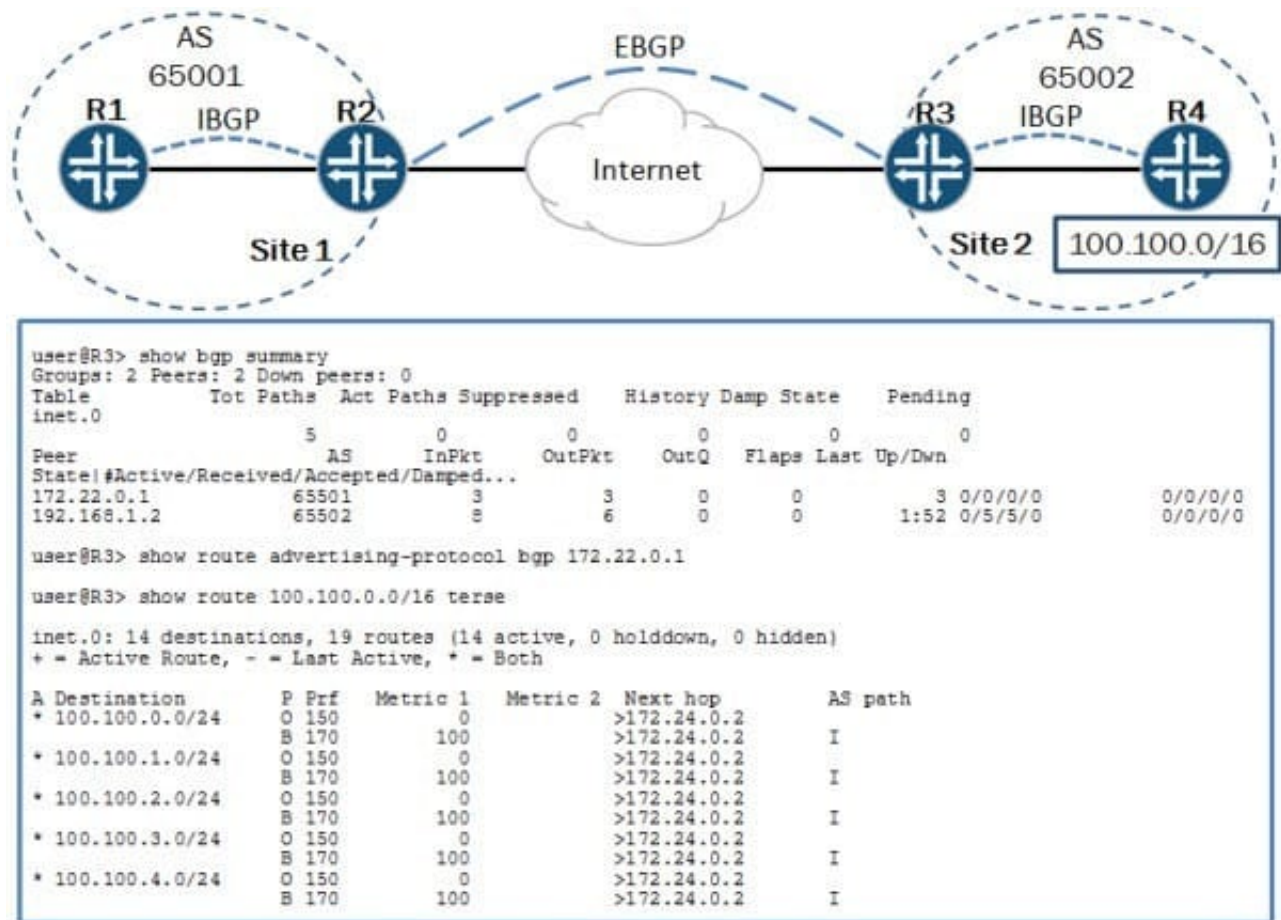 AS
65001
EBGP
AS
65002
R1
IBGP
R2
R3
IBGP
R4
Internet
Site 1
Site 2
100.100.0/16
user@R3> show bgp summary
Groups: 2 Peers: 2 Down peers: 0
Table Tot Paths Act Paths Suppressed History Damp State Pending
inet.0
5 0 0 0 0 0
Peer AS InPkt OutPkt OutQ Flaps Last Up/Dwn
State|#Active/Received/Accepted/Damped...
172.22.0.1 65501 3 3 0 0 3 0/0/0/0 0/0/0/0
192.168.1.2 65502 8 6 0 0 1:52 0/5/5/0 0/0/0/0
user@R3> show route advertising-protocol bgp 172.22.0.1
user@R3> show route 100.100.0.0/16 terse
inet.0: 14 destinations, 19 routes (14 active, 0 holddown, 0 hidden)
+ = Active Route, - = Last Active, * = Both
A Destination P Prf Metric 1 Metric 2 Next hop AS path
* 100.100.0.0/24 O 150 0 >172.24.0.2
B 170 100 >172.24.0.2 I
* 100.100.1.0/24 O 150 0 >172.24.0.2
B 170 100 >172.24.0.2 I
* 100.100.2.0/24 O 150 0 >172.24.0.2
B 170 100 >172.24.0.2 I
* 100.100.3.0/24 O 150 0 >172.24.0.2
B 170 100 >172.24.0.2 I
* 100.100.4.0/24 O 150 0 >172.24.0.2
B 170 100 >172.24.0.2 I